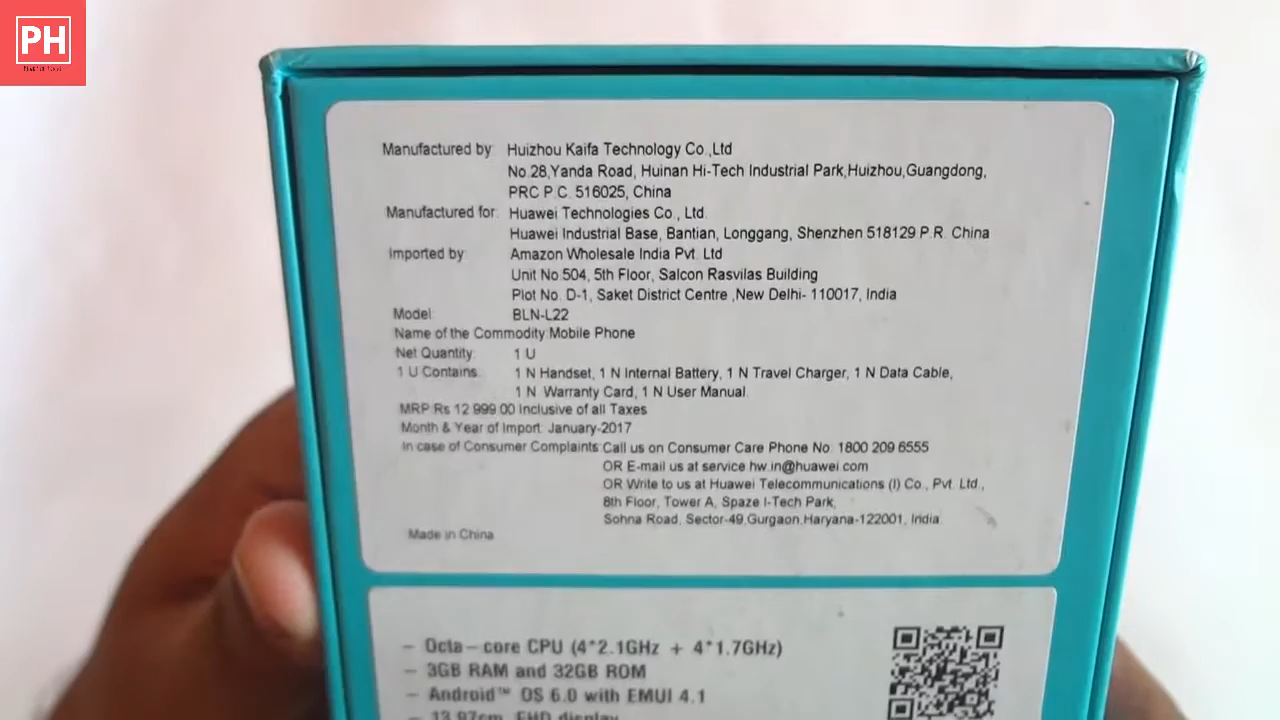 PH
Manufactured by: Huizhou Kaifa Technology Co.,Ltd
No.28,Yanda Road, Huinan Hi-Tech Industrial Park,Huizhou,Guangdong,
PRC P.C. 516025, China
Manufactured for: Huawei Technologies Co., Ltd.
Huawei Industrial Base, Bantian, Longgang, Shenzhen 518129 P.R. China
Imported by: Amazon Wholesale India Pvt. Ltd
Unit No.504, 5th Floor, Salcon Rasvilas Building
Plot No. D-1, Saket District Centre ,New Delhi- 110017, India
Model: BLN-L22
Name of the Commodity:Mobile Phone
Net Quantity: 1 U
1 U Contains: 1 N Handset, 1 N Internal Battery, 1 N Travel Charger, 1 N Data Cable,
1 N Warranty Card, 1 N User Manual.
MRP:Rs 12,999.00 Inclusive of all Taxes
Month & Year of Import: January-2017
In case of Consumer Complaints:Call us on Consumer Care Phone No: 1800 209 6555
OR E-mail us at service.hw.in@huawei.com
OR Write to us at Huawei Telecommunications (I) Co., Pvt. Ltd.,
8th Floor, Tower A, Spaze I-Tech Park,
Sohna Road, Sector-49,Gurgaon,Haryana-122001, India.
Made in China
– Octa–core CPU (4*2.1GHz + 4*1.7GHz)
– 3GB RAM and 32GB ROM
– Android™ OS 6.0 with EMUI 4.1
– 13.97cm FHD display